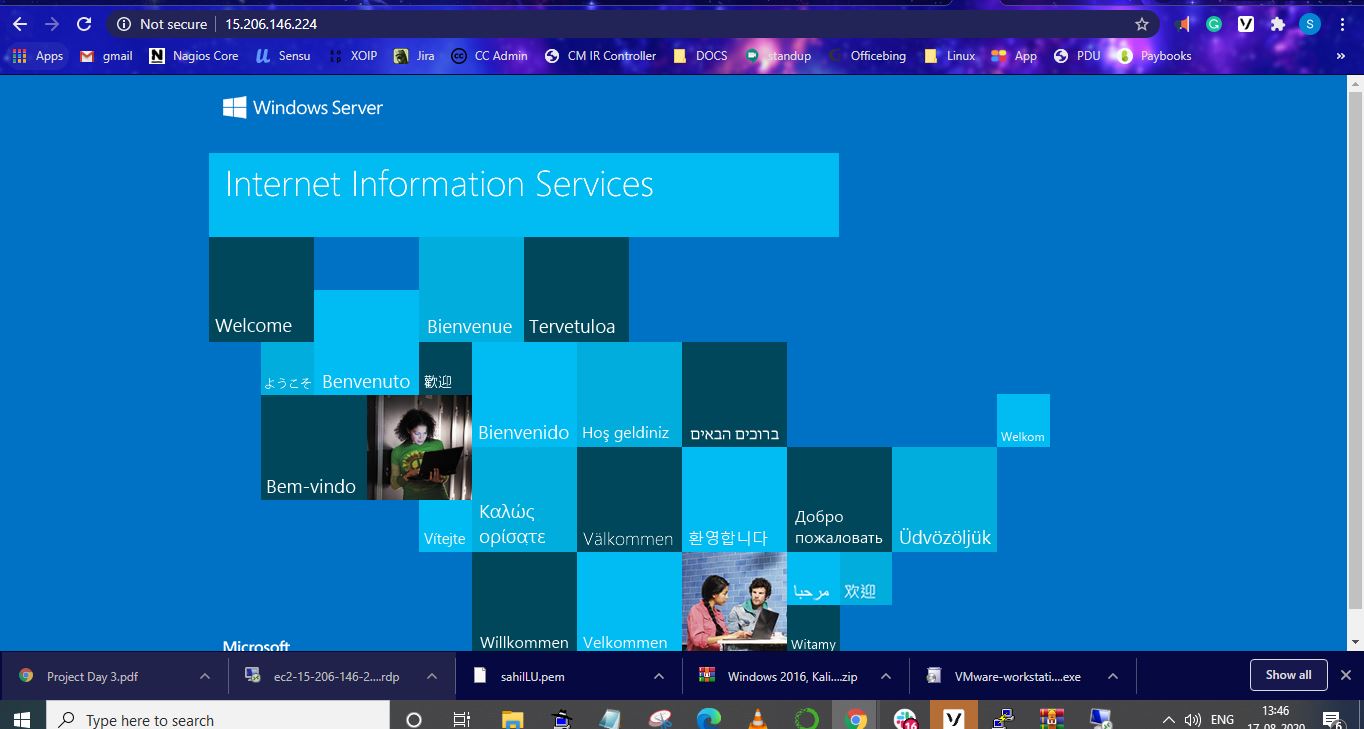 Not secure
15.206.146.224
S
Apps
gmail
Nagios Core
Sensu
XOIP
Jira
CC Admin
CM IR Controller
DOCS
standup
Officebing
Linux
App
PDU
Paybooks
»
Windows Server
Internet Information Services
Welcome
Bienvenue
Tervetuloa
ようこそ
Benvenuto
歡迎
Bienvenido
Hoş geldiniz
ברוכים הבאים
Welkom
Bem-vindo
Vítejte
Καλώς
ορίσατε
Välkommen
환영합니다
Добро
пожаловать
Üdvözöljük
مرحبا
欢迎
Willkommen
Velkommen
Witamy
Microsoft
Project Day 3.pdf
ec2-15-206-146-2....rdp
sahilLU.pem
Windows 2016, Kali....zip
VMware-workstati....exe
Show all
Type here to search
16
ENG
13:46
17-08-2020
6